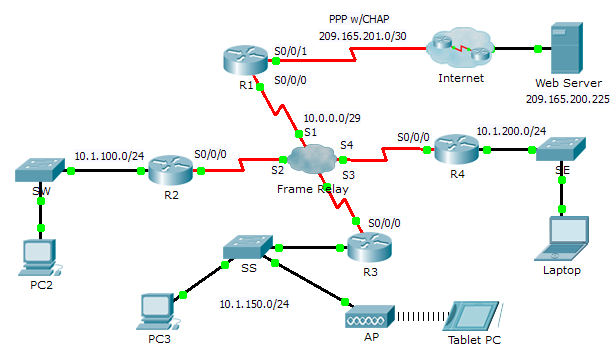 PPP w/CHAP
209.165.201.0/30
S0/0/1
R1
S0/0/0
Internet
Web Server
209.165.200.225
10.0.0.0/29
S1
S4
S0/0/0
10.1.200.0/24
10.1.100.0/24
S0/0/0
SW
R2
S2
S3
R4
SE
Frame Relay
S0/0/0
PC2
SS
R3
Laptop
10.1.150.0/24
PC3
AP
Tablet PC